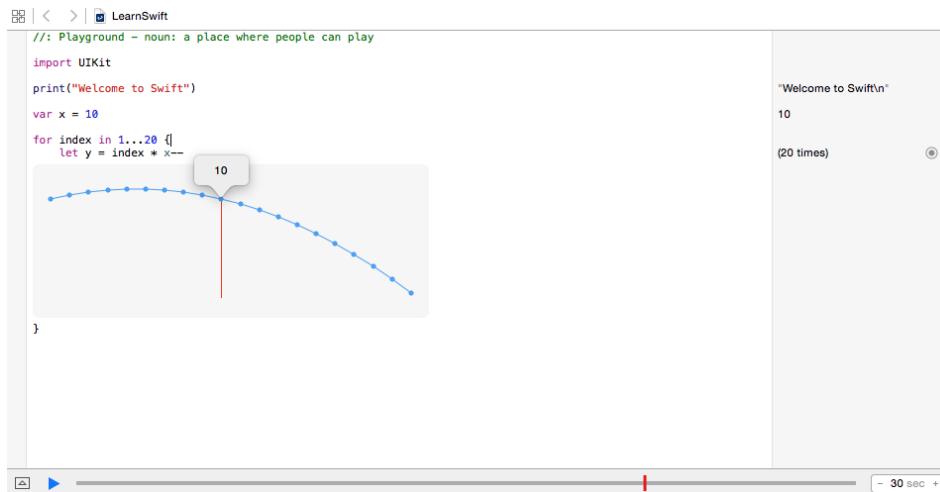 LearnSwift
//: Playground - noun: a place where people can play
import UIKit
print("Welcome to Swift")
"Welcome to Swift\n"
var x = 10
10
for index in 1...20 {
let y = index * x--
(20 times)
10
}
- 30 sec +